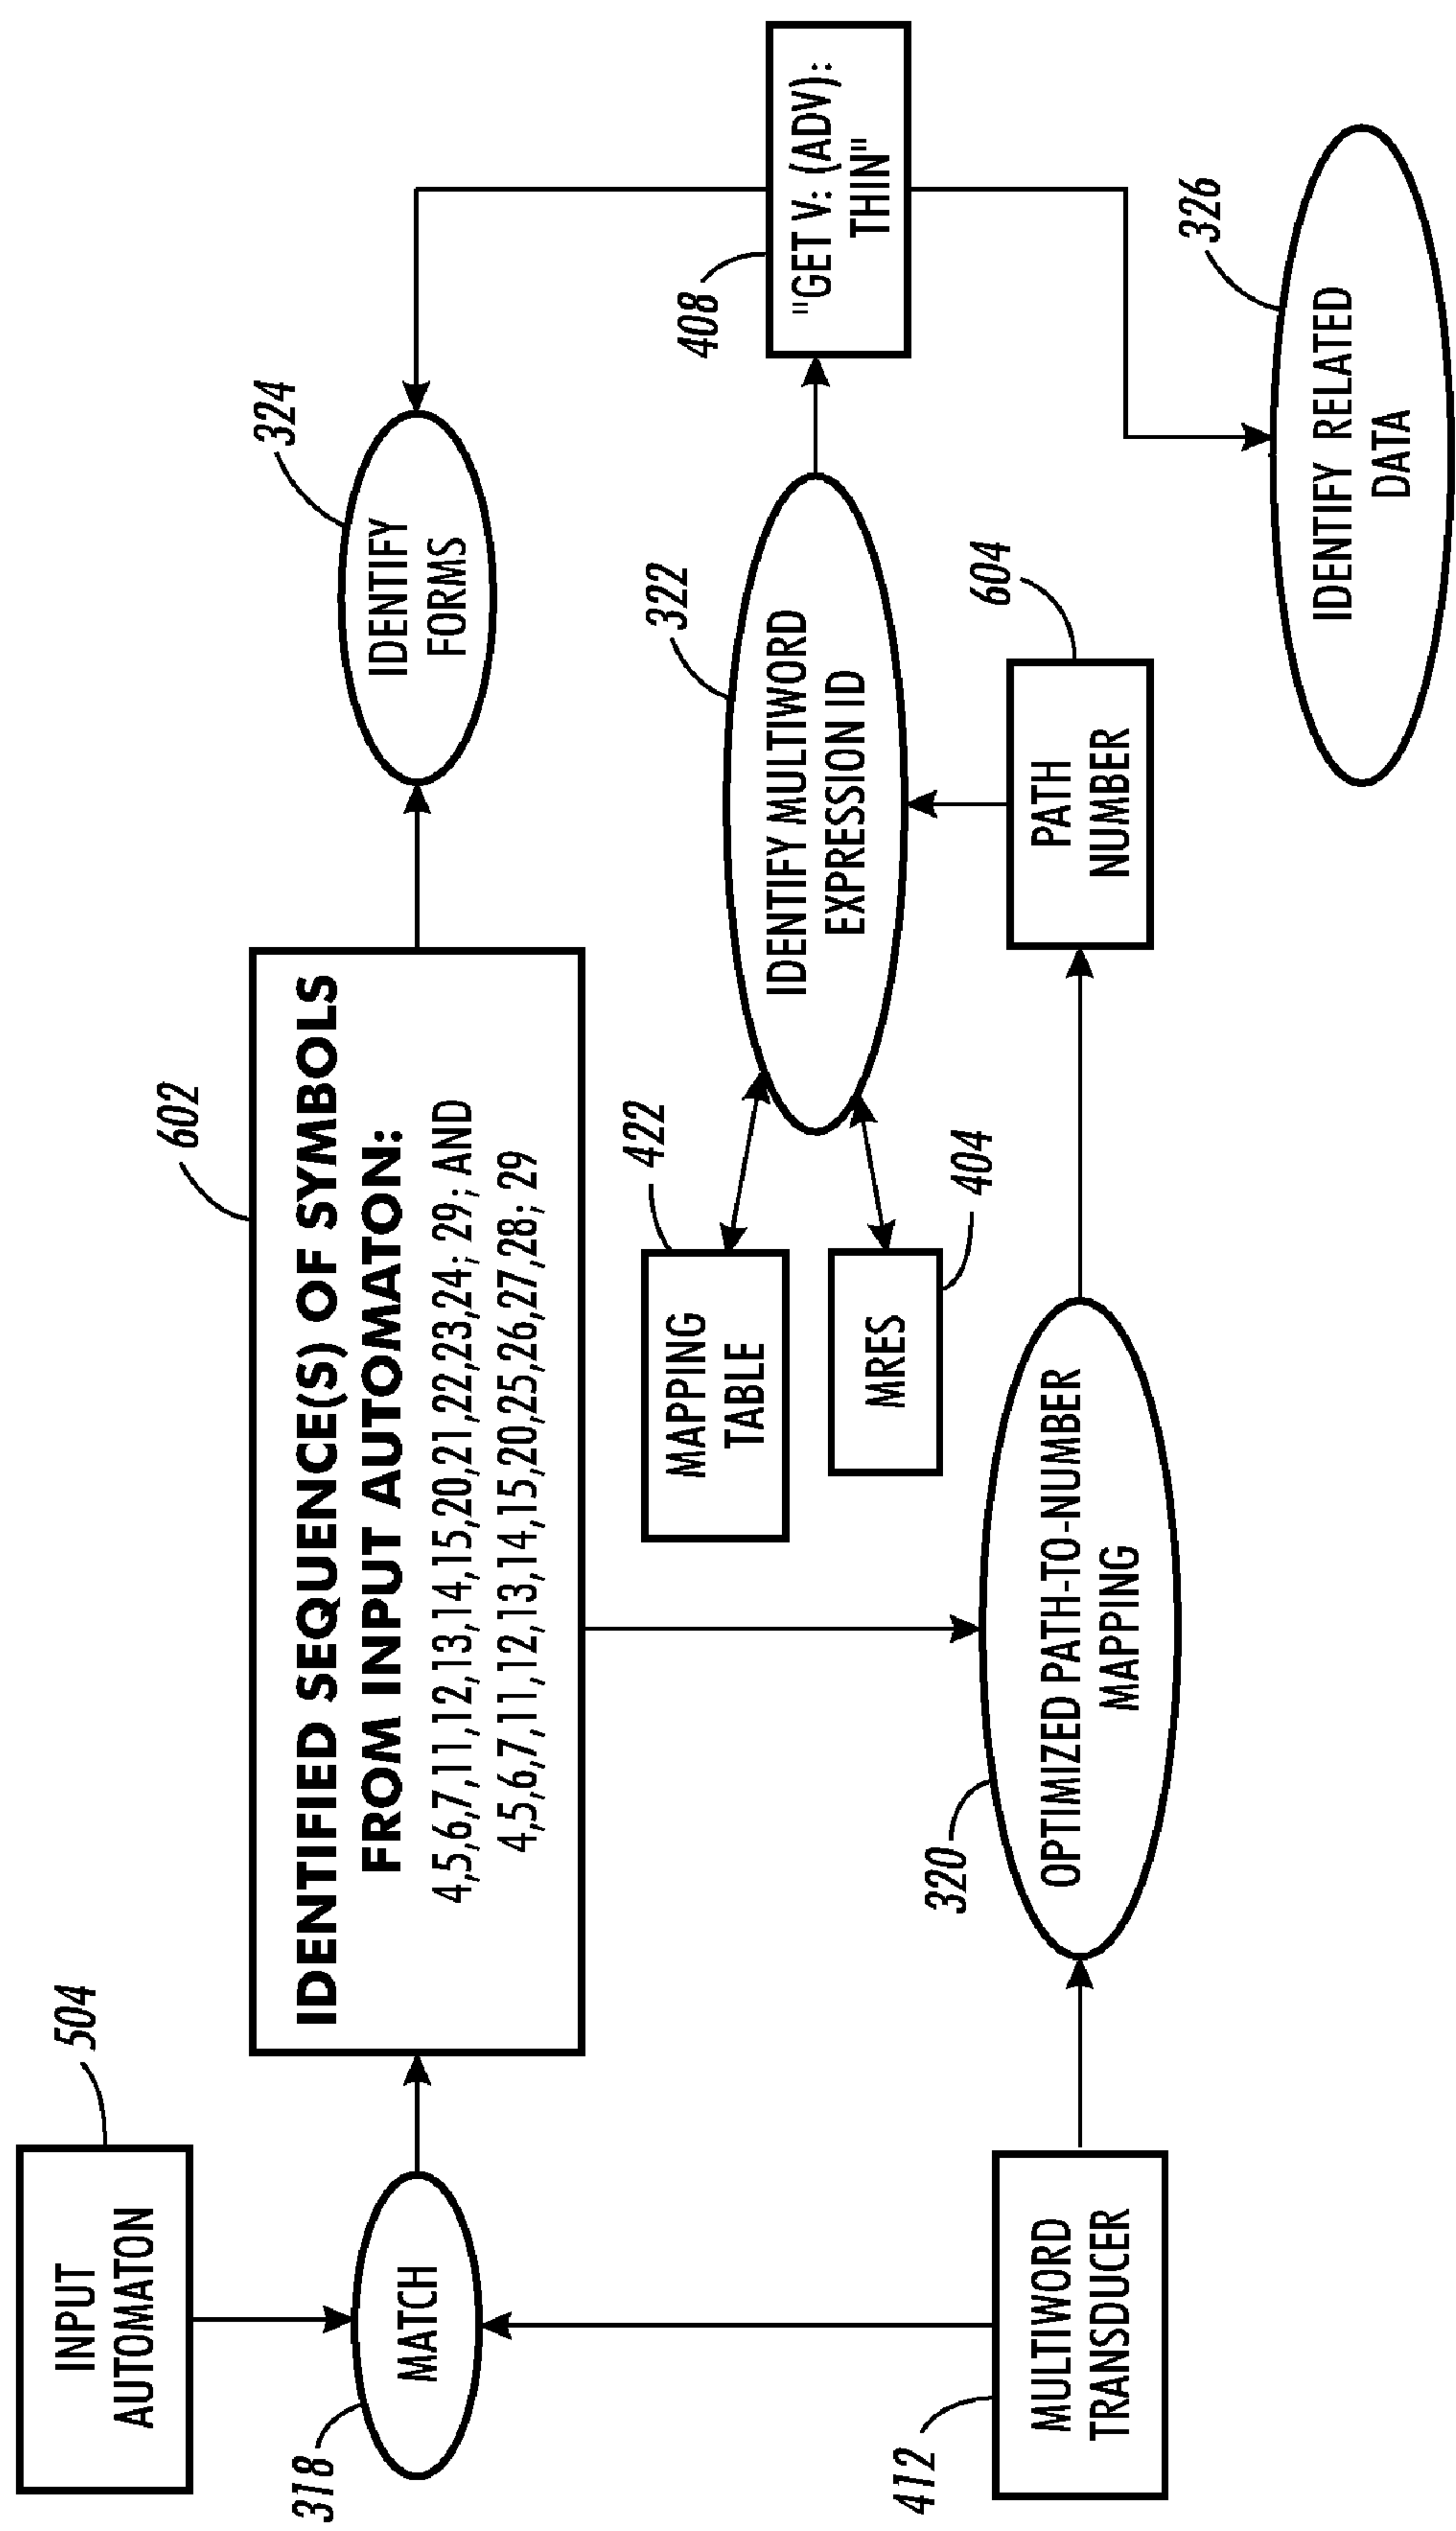 504
INPUT
AUTOMATON
318
MATCH
412
MULTIWORD
TRANSDUCER
602
IDENTIFIED SEQUENCE(S) OF SYMBOLS
FROM INPUT AUTOMATON:
4,5,6,7,11,12,13,14,15,20,21,22,23,24; 29; AND
4,5,6,7,11,12,13,14,15,20,25,26,27,28; 29
320
OPTIMIZED PATH-TO-NUMBER
MAPPING
422
MAPPING
TABLE
MRES
404
324
IDENTIFY
FORMS
322
IDENTIFY MULTIWORD
EXPRESSION ID
604
PATH
NUMBER
408
"GET V: (ADV):
THIN"
326
IDENTIFY RELATED
DATA